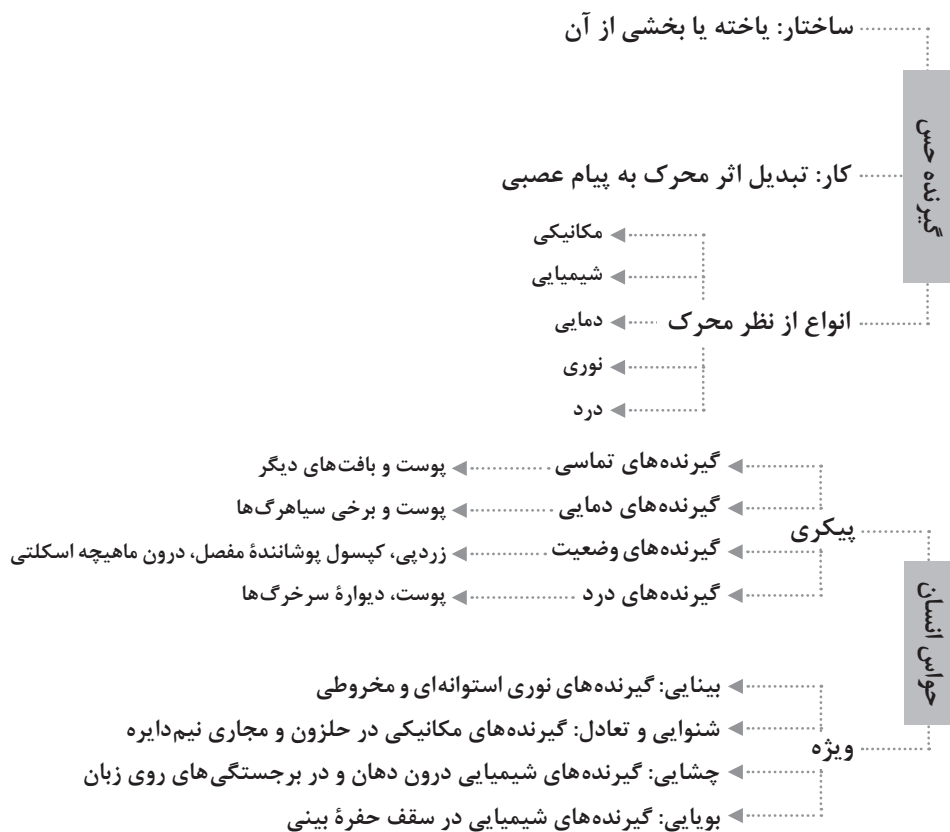 ساختار: یاخته یا بخشی از آن
گیرنده حس
کار: تبدیل اثر محرک به پیام عصبی
انواع از نظر محرک
مکانیکی
شیمیایی
دمایی
نوری
درد
حواس انسان
پیکری
گیرنده‌های تماسی
پوست و بافت‌های دیگر
گیرنده‌های دمایی
پوست و برخی سیاهرگ‌ها
گیرنده‌های وضعیت
زردپی، کپسول پوشانندۀ مفصل، درون ماهیچه اسکلتی
گیرنده‌های درد
پوست، دیوارۀ سرخرگ‌ها
ویژه
بینایی: گیرنده‌های نوری استوانه‌ای و مخروطی
شنوایی و تعادل: گیرنده‌های مکانیکی در حلزون و مجاری نیم‌دایره
چشایی: گیرنده‌های شیمیایی درون دهان و در برجستگی‌های روی زبان
بویایی: گیرنده‌های شیمیایی در سقف حفرۀ بینی